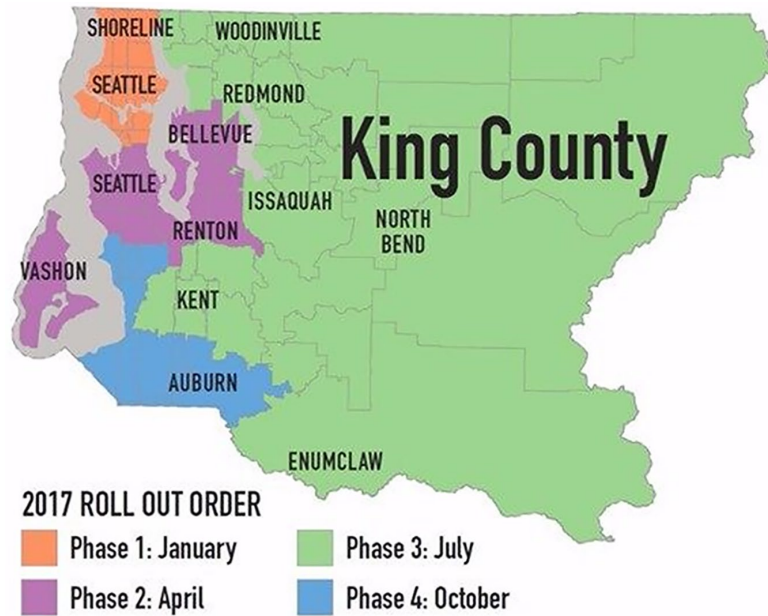 SHORELINE
WOODINVILLE
SEATTLE
REDMOND
BELLEVUE
King County
SEATTLE
ISSAQUAH
NORTH
BEND
RENTON
VASHON
KENT
AUBURN
ENUMCLAW
2017 ROLL OUT ORDER
Phase 1: January
Phase 3: July
Phase 2: April
Phase 4: October